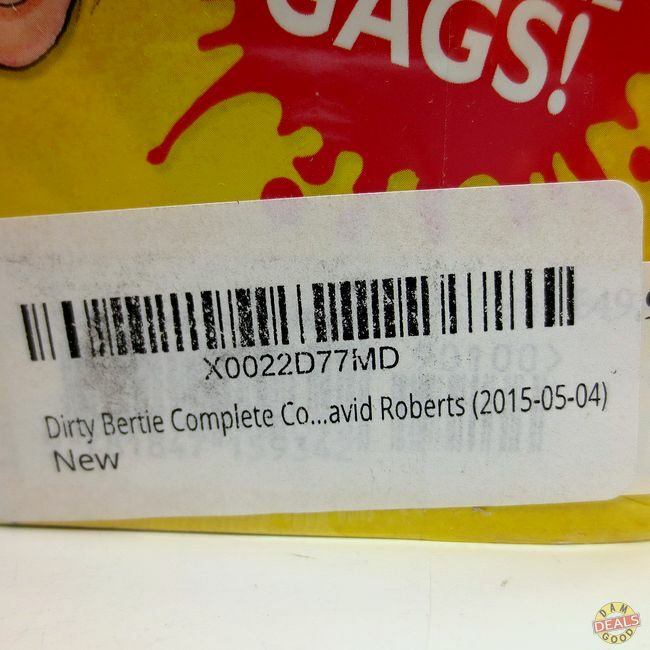 GAGS!
X0022D77MD
Dirty Bertie Complete Co...avid Roberts (2015-05-04)
New
DAM
DEALS
GOOD